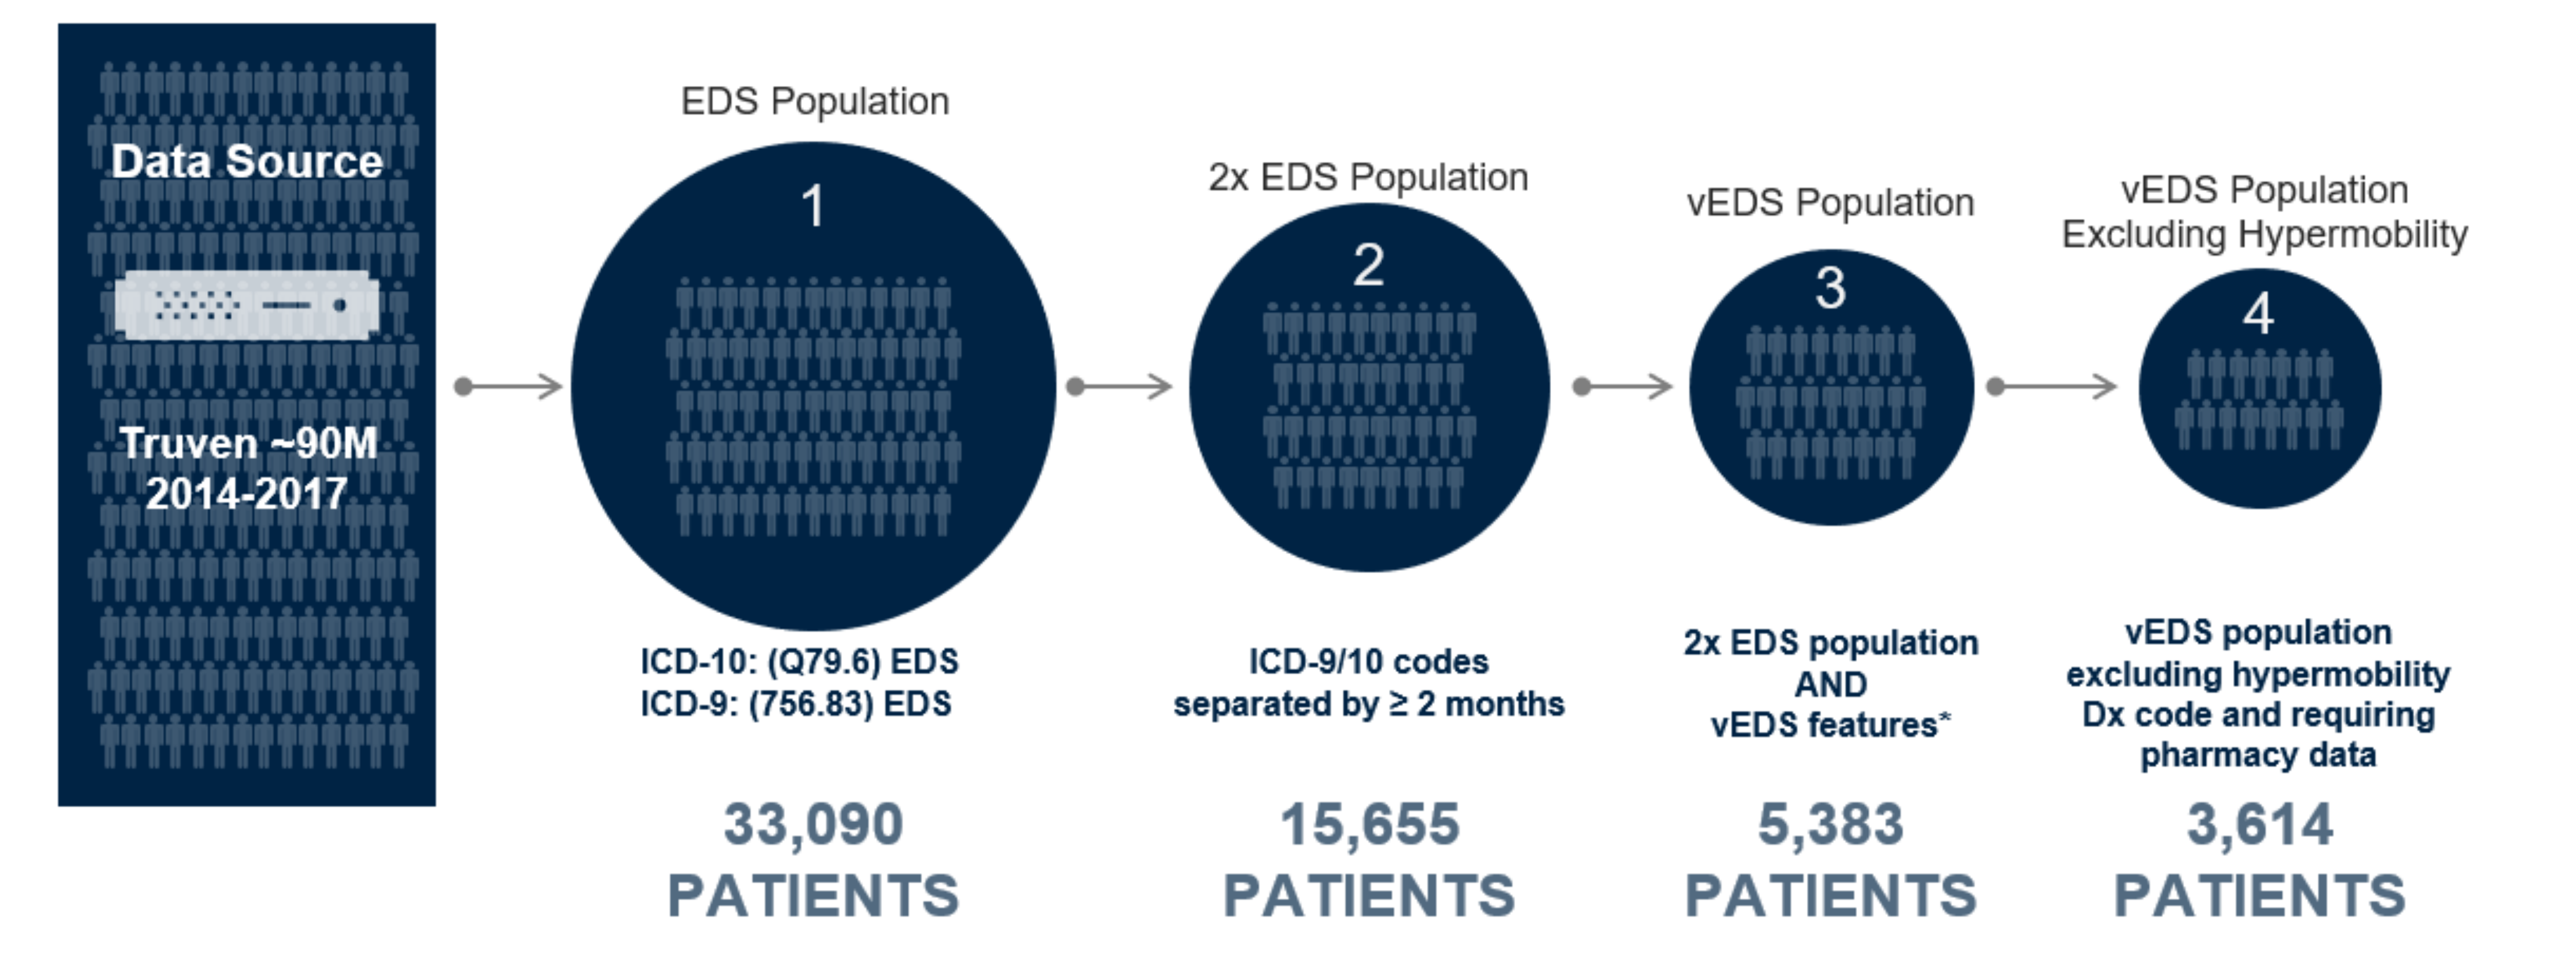 Data Source
Truven ~90M
2014-2017
EDS Population
1
ICD-10: (Q79.6) EDS
ICD-9: (756.83) EDS
33,090
PATIENTS
2x EDS Population
2
ICD-9/10 codes
separated by ≥ 2 months
15,655
PATIENTS
vEDS Population
3
2x EDS population
AND
vEDS features*
5,383
PATIENTS
vEDS Population
Excluding Hypermobility
4
vEDS population
excluding hypermobility
Dx code and requiring
pharmacy data
3,614
PATIENTS